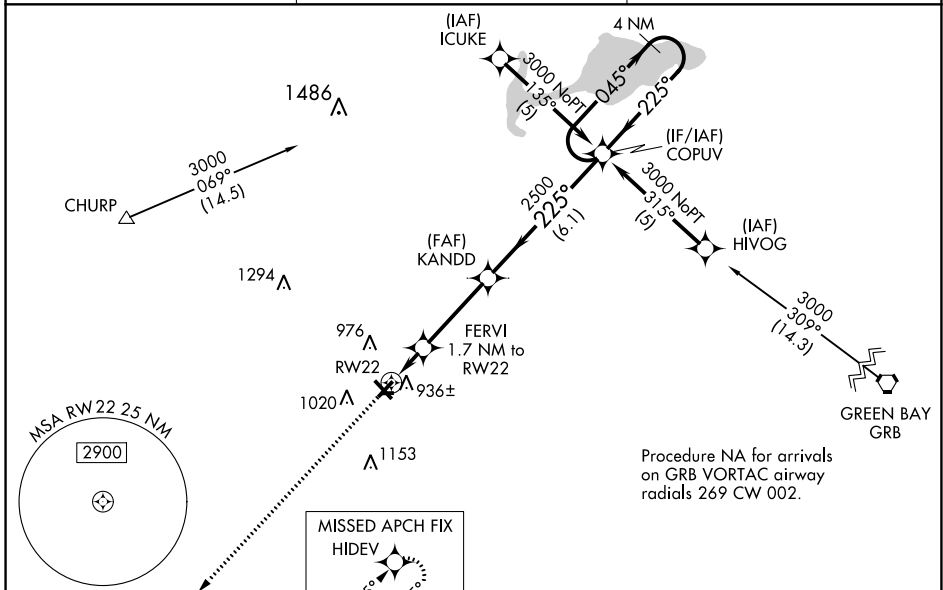 (IAF)
ICUKE
4 NM
3000 NoPT
135°
(5)
045°
225°
1486
(IF/IAF)
COPUV
3000
069°
(14.5)
CHURP
2500
225°
(6.1)
3000 NoPT
315°
(5)
(IAF)
HIVOG
(FAF)
KANDD
1294
3000
309°
(14.3)
976
FERVI
1.7 NM to
RW22
RW22
936±
1020
GREEN BAY
GRB
MSA RW22 25 NM
2900
1153
Procedure NA for arrivals
on GRB VORTAC airway
radials 269 CW 002.
MISSED APCH FIX
HIDEV